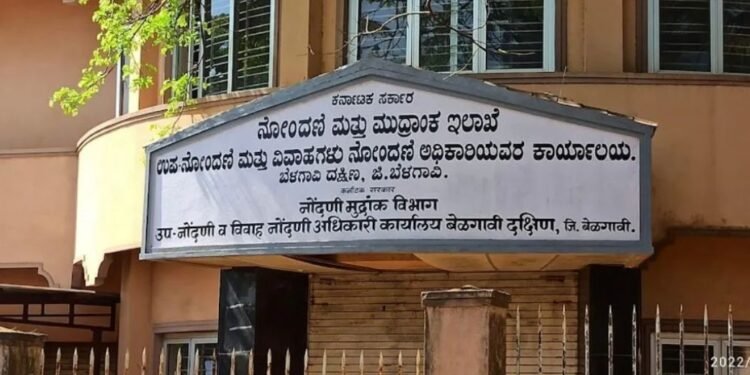 ಕರ್ನಾಟಕ ಸರ್ಕಾರ
ನೋಂದಣಿ ಮತ್ತು ಮುದ್ರಾಂಕ ಇಲಾಖೆ
ಉಪ-ನೋಂದಣಿ ಮತ್ತು ವಿವಾಹಗಳು ನೋಂದಣಿ ಅಧಿಕಾರಿಯವರ ಕಾರ್ಯಾಲಯ.
ಬೆಳಗಾವಿ ದಕ್ಷಿಣ, ಜಿ.ಬೆಳಗಾವಿ.
कर्नाटक सरकार
नोंदणी मुद्रांक विभाग
उप-नोंदणी व विवाह नोंदणी अधिकारी कार्यालय बेळगावी दक्षिण, जि. बेळगावी.
2022/